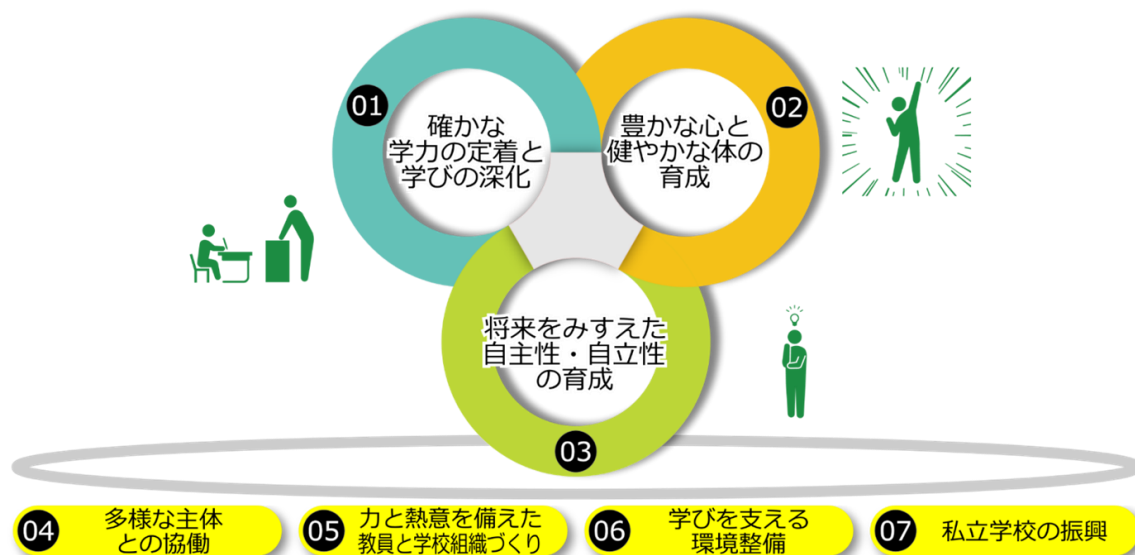 01
確かな
学力の定着と
学びの深化
02
豊かな心と
健やかな体の
育成
将来をみすえた
自主性・自立性
の育成
03
04
多様な主体
との協働
05
力と熱意を備えた
教員と学校組織づくり
06
学びを支える
環境整備
07
私立学校の振興